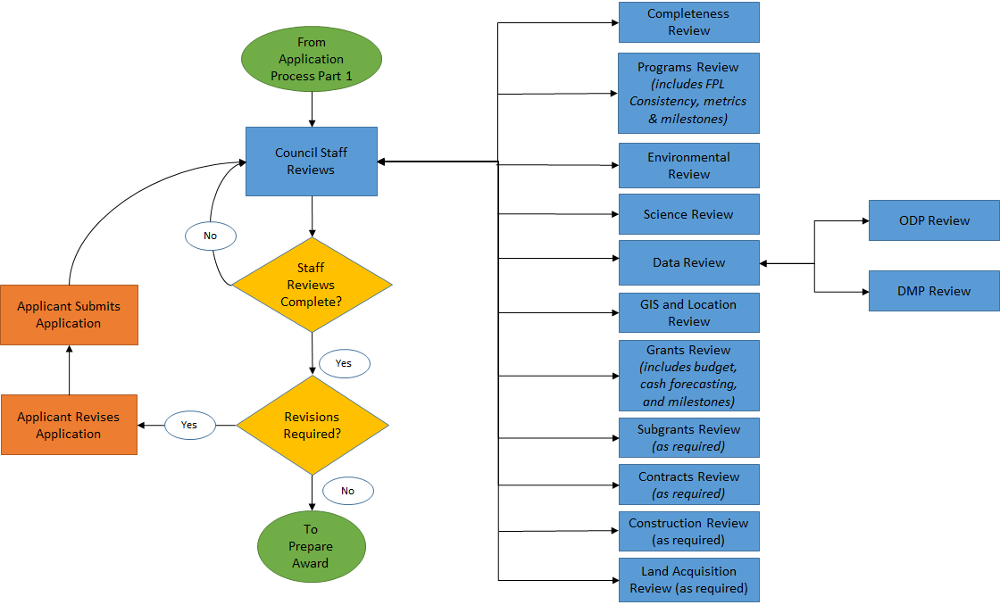 From
Application
Process Part 1
Council Staff
Reviews
No
Staff
Reviews
Complete?
Yes
Revisions
Required?
Yes
Applicant Revises
Application
Applicant Submits
Application
No
To
Prepare
Award
Completeness
Review
Programs Review
(includes FPL
Consistency, metrics
& milestones)
Environmental
Review
Science Review
Data Review
ODP Review
DMP Review
GIS and Location
Review
Grants Review
(includes budget,
cash forecasting,
and milestones)
Subgrants Review
(as required)
Contracts Review
(as required)
Construction Review
(as required)
Land Acquisition
Review (as required)